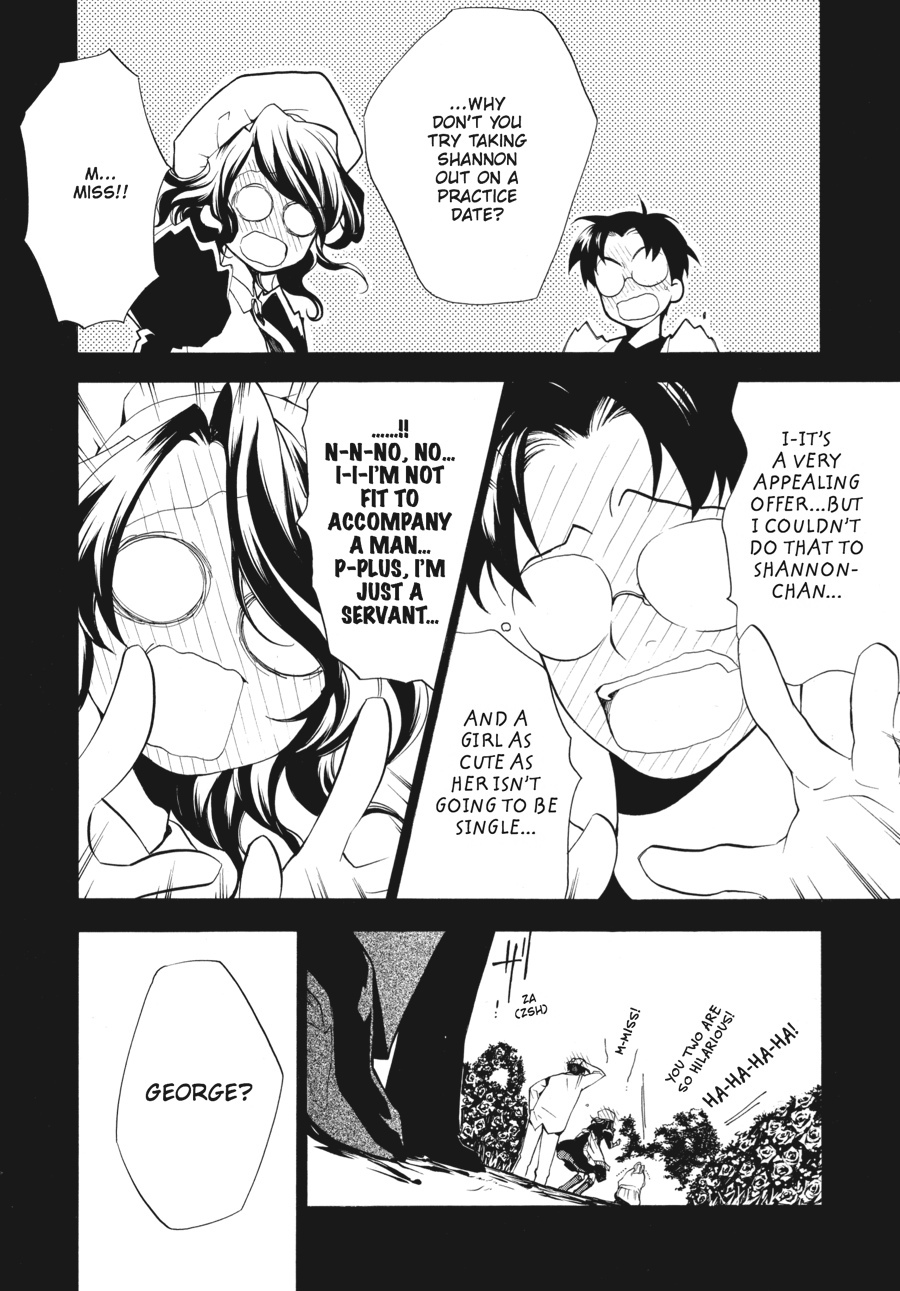 ...WHY
DON'T YOU
TRY TAKING
SHANNON
OUT ON A
PRACTICE
DATE?
M...
MISS!!
I-IT'S
A VERY
APPEALING
OFFER...BUT
I COULDN'T
DO THAT TO
SHANNON-
CHAN...
AND A
GIRL AS
CUTE AS
HER ISN'T
GOING TO BE
SINGLE...
......!!
N-N-NO, NO...
I-I-I'M NOT
FIT TO
ACCOMPANY
A MAN...
P-PLUS, I'M
JUST A
SERVANT...
HA-HA-HA-HA!
YOU TWO ARE
SO HILARIOUS!
M-MISS!
ザッ
ZA
(ZSH)
GEORGE?